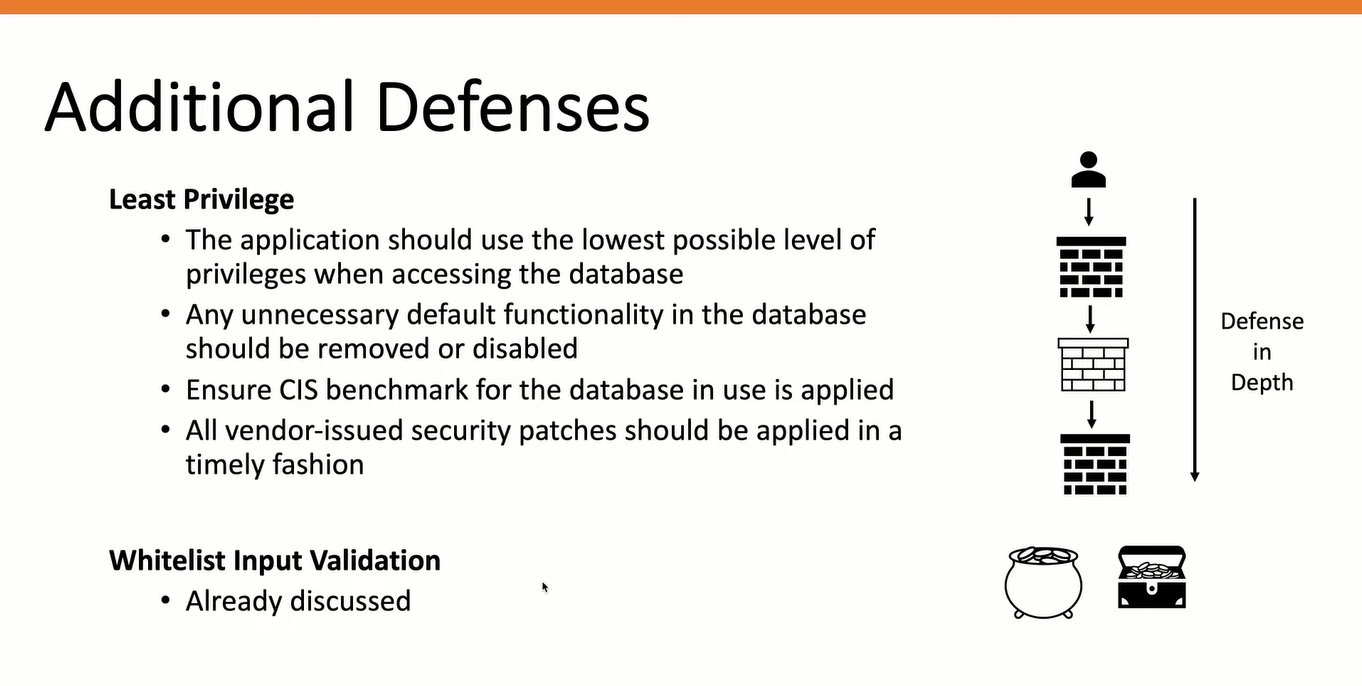 Additional Defenses
Least Privilege
• The application should use the lowest possible level of
privileges when accessing the database
• Any unnecessary default functionality in the database
should be removed or disabled
• Ensure CIS benchmark for the database in use is applied
• All vendor-issued security patches should be applied in a
timely fashion
Whitelist Input Validation
• Already discussed
Defense
in
Depth